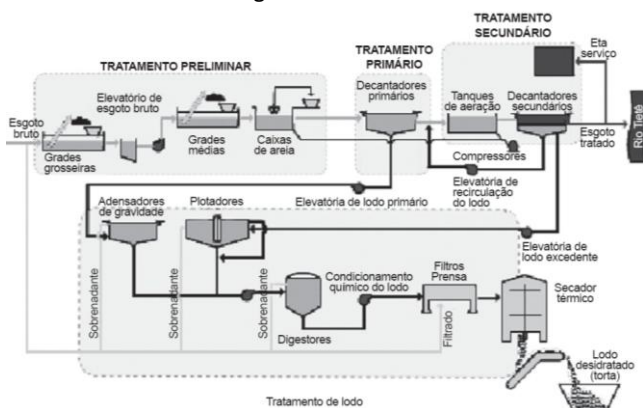 TRATAMENTO
SECUNDÁRIO
Eta
serviço
TRATAMENTO
PRIMÁRIO
TRATAMENTO PRELIMINAR
Decantadores
primários
Tanques
de aeração
Decantadores
secundários
Elevatório de
esgoto bruto
Esgoto
bruto
Grades
grosseiras
Grades
médias
Caixas
de areia
Compressores
Esgoto
tratado
Rio Tietê
Elevatória de
recirculação
do lodo
Elevatória de lodo primário
Adensadores
de gravidade
Plotadores
Elevatória de
lodo excedente
Sobrenadante
Sobrenadante
Sobrenadante
Condicionamento
químico do lodo
Filtros
Prensa
Secador
térmico
Digestores
Filtrado
Lodo
desidratado
(torta)
Tratamento de lodo